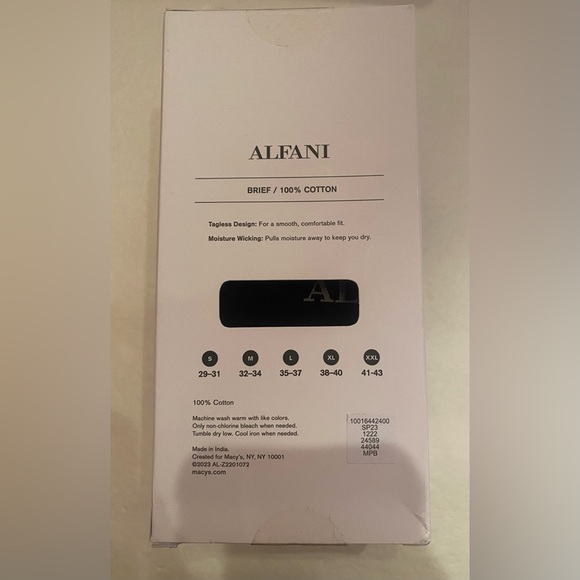 ALFANI
BRIEF / 100% COTTON
Tagless Design: For a smooth, comfortable fit.
Moisture Wicking: Pulls moisture away to keep you dry.
AL
S M L XL XXL
29–31 32–34 35–37 38–40 41-43
100% Cotton
Machine wash warm with like colors.
Only non-chlorine bleach when needed.
Tumble dry low. Cool iron when needed.
Made in India.
Created for Macy's, NY, NY 10001
©2023 AL-Z2201072
macys.com
10016442400
SP23
1222
24589
44044
MPB